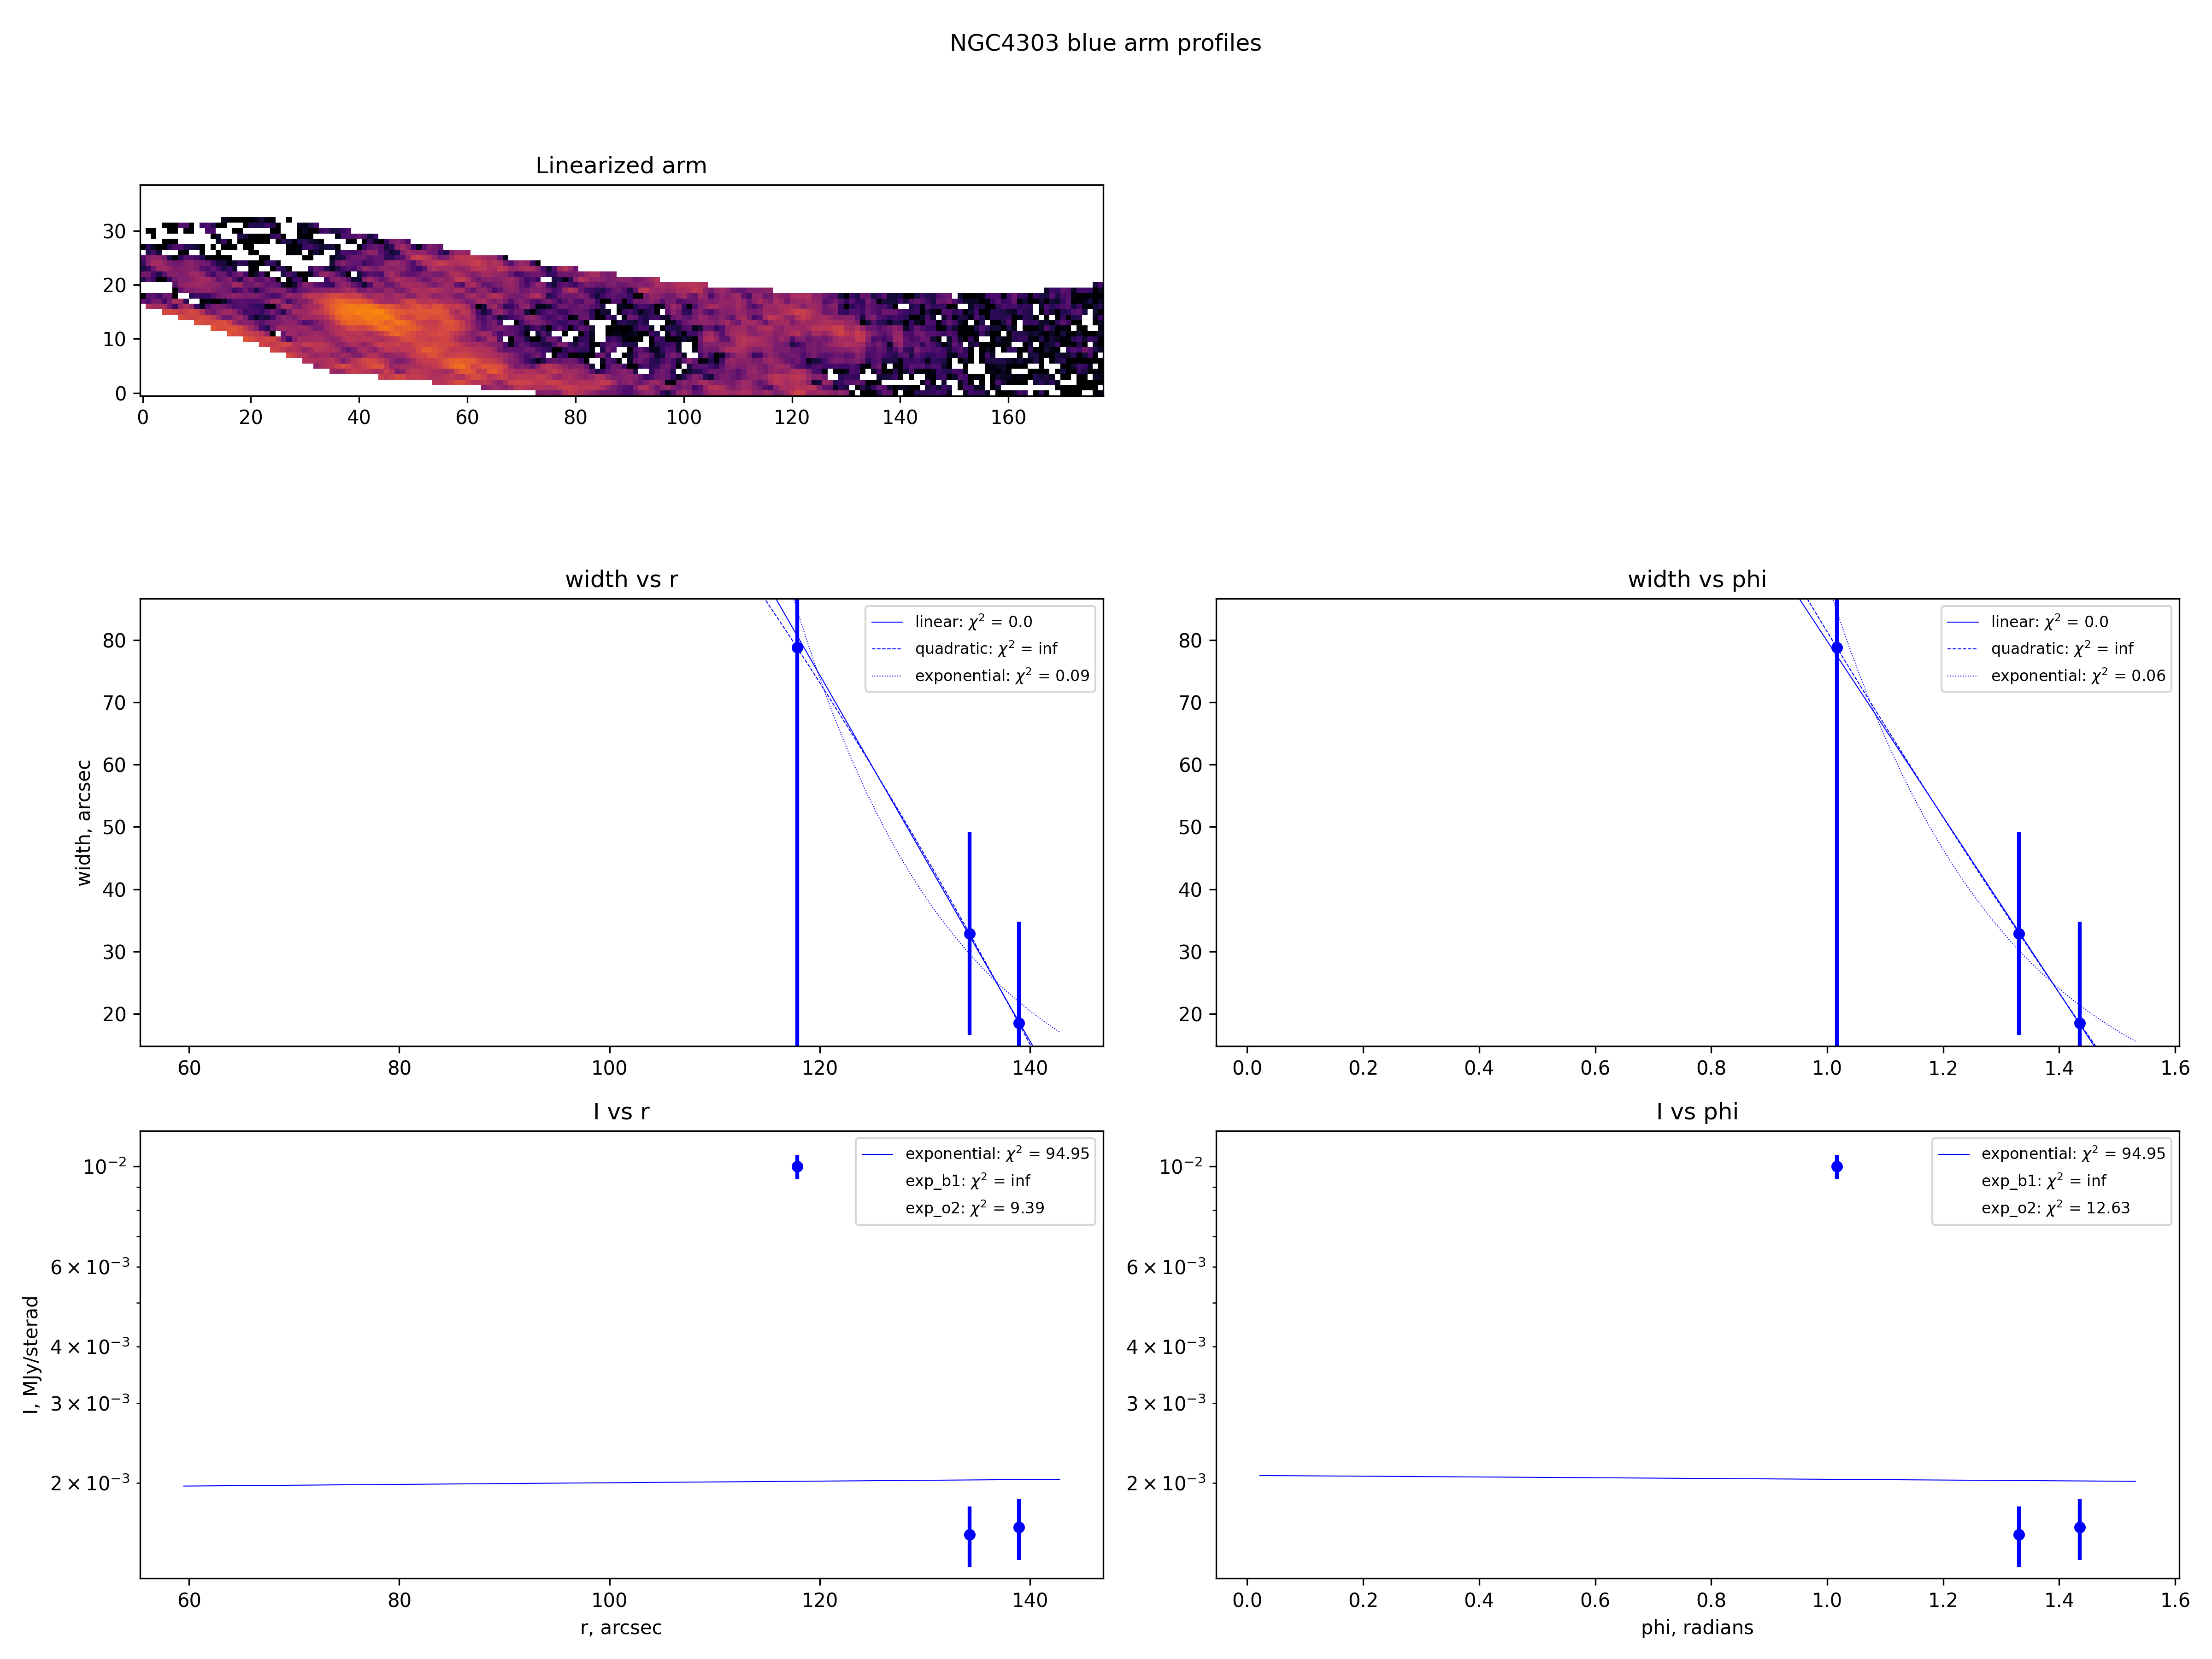 NGC4303 blue arm profiles
Linearized arm
30
20
10
0
0 20 40 60 80 100 120 140 160
width vs r
width, arcsec
80
70
60
50
40
30
20
linear: χ² = 0.0
quadratic: χ² = inf
exponential: χ² = 0.09
60 80 100 120 140
width vs phi
80
70
60
50
40
30
20
linear: χ² = 0.0
quadratic: χ² = inf
exponential: χ² = 0.06
0.0 0.2 0.4 0.6 0.8 1.0 1.2 1.4 1.6
I vs r
I, MJy/sterad
10⁻²
6 × 10⁻³
4 × 10⁻³
3 × 10⁻³
2 × 10⁻³
exponential: χ² = 94.95
exp_b1: χ² = inf
exp_o2: χ² = 9.39
60 80 100 120 140
r, arcsec
I vs phi
10⁻²
6 × 10⁻³
4 × 10⁻³
3 × 10⁻³
2 × 10⁻³
exponential: χ² = 94.95
exp_b1: χ² = inf
exp_o2: χ² = 12.63
0.0 0.2 0.4 0.6 0.8 1.0 1.2 1.4 1.6
phi, radians